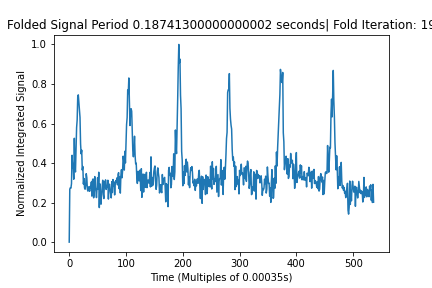 Folded Signal Period 0.18741300000000002 seconds| Fold Iteration: 19
Normalized Integrated Signal
1.0
0.8
0.6
0.4
0.2
0.0
0 100 200 300 400 500
Time (Multiples of 0.00035s)